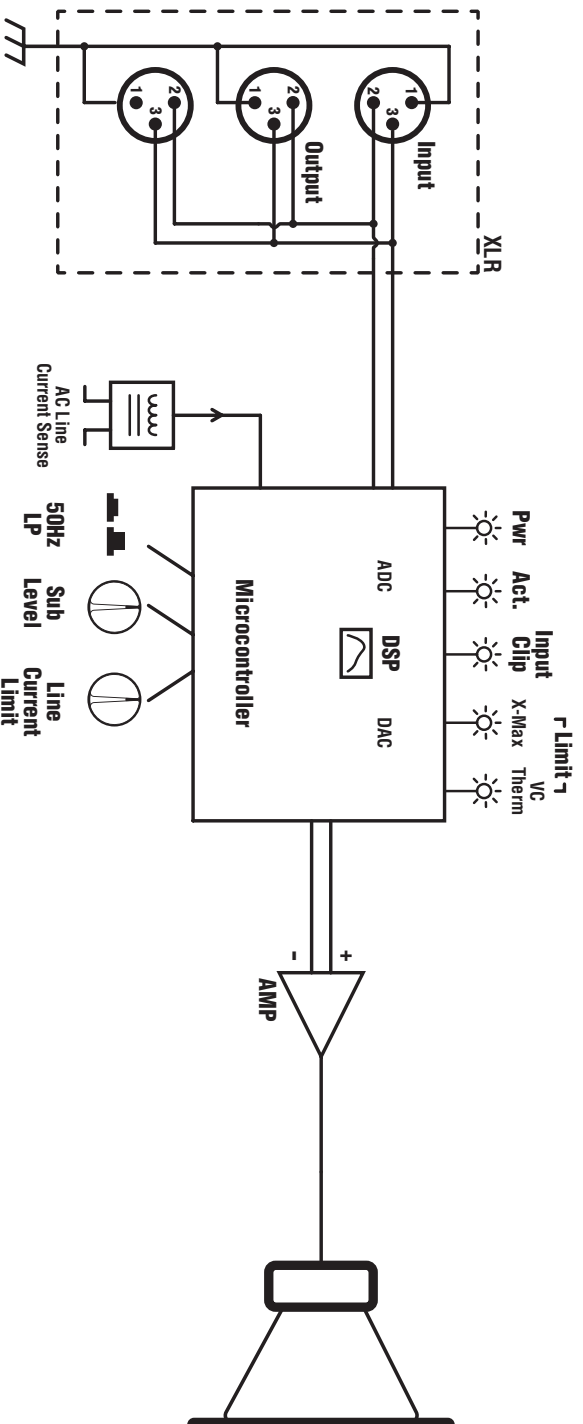 XLR
Input
1
2
3
Output
1
2
3
1
2
3
AC Line
Current Sense
Pwr
Act.
Input
Clip
Limit
X-Max
VC
Therm
ADC
DSP
DAC
Microcontroller
50Hz
LP
Sub
Level
Line
Current
Limit
+
-
AMP